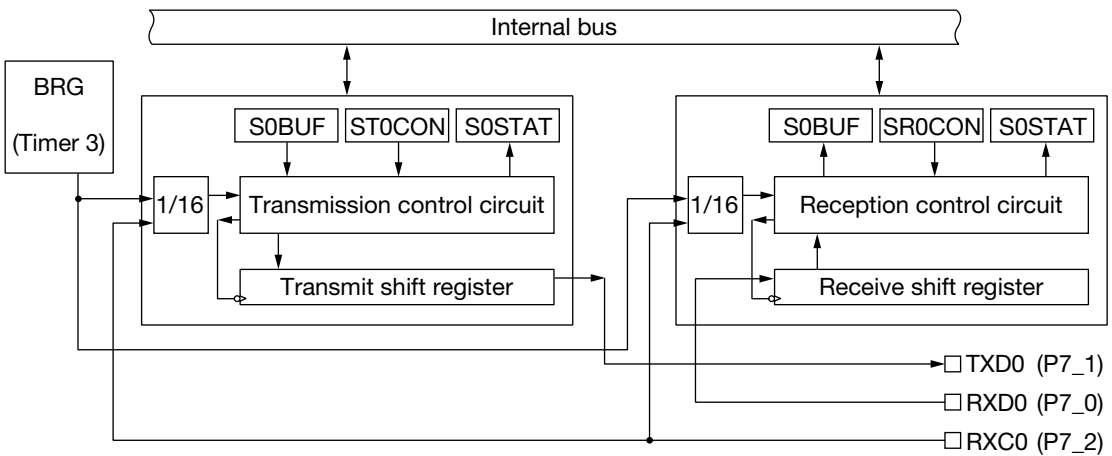 Internal bus
BRG
(Timer 3)
S0BUF ST0CON S0STAT
1/16
Transmission control circuit
Transmit shift register
S0BUF SR0CON S0STAT
1/16
Reception control circuit
Receive shift register
TXD0 (P7_1)
RXD0 (P7_0)
RXC0 (P7_2)